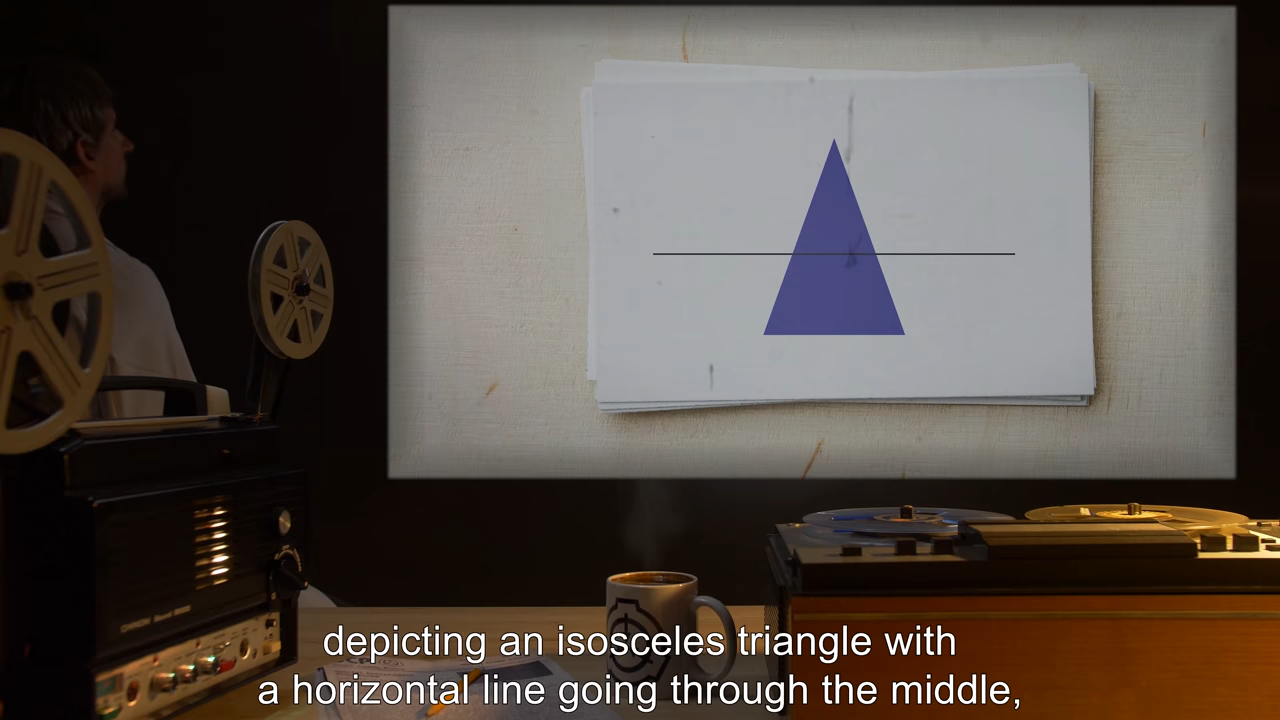 depicting an isosceles triangle with
a horizontal line going through the middle,